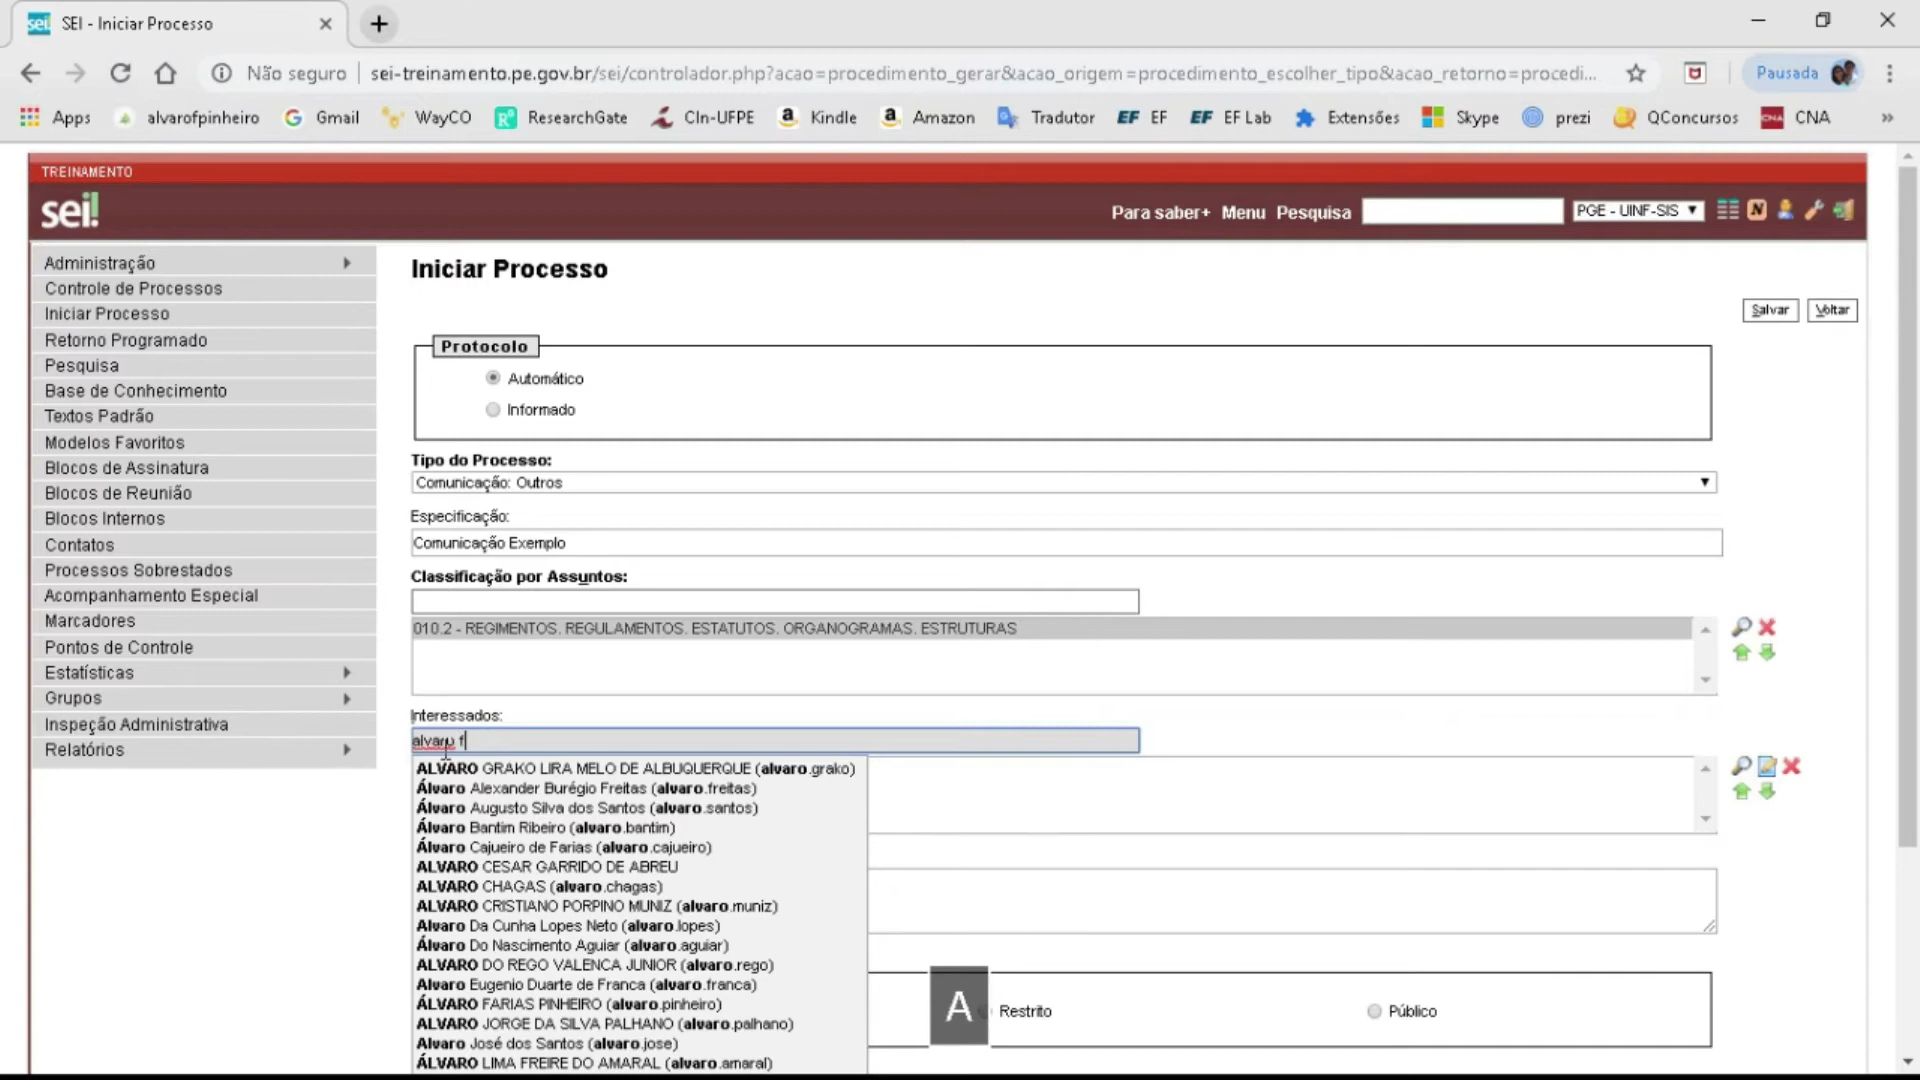 sei! SEI - Iniciar Processo
Não seguro sei-treinamento.pe.gov.br/sei/controlador.php?acao=procedimento_gerar&acao_origem=procedimento_escolher_tipo&acao_retorno=procedi... Pausada
Apps alvarofpinheiro Gmail WayCO ResearchGate CIn-UFPE Kindle Amazon Tradutor EF EF EF EF Lab Extensões Skype prezi QConcursos CNA CNA »
TREINAMENTO
sei! Para saber+ Menu Pesquisa PGE - UINF-SIS
Administração
Controle de Processos
Iniciar Processo
Retorno Programado
Pesquisa
Base de Conhecimento
Textos Padrão
Modelos Favoritos
Blocos de Assinatura
Blocos de Reunião
Blocos Internos
Contatos
Processos Sobrestados
Acompanhamento Especial
Marcadores
Pontos de Controle
Estatísticas
Grupos
Inspeção Administrativa
Relatórios
Iniciar Processo
Salvar Voltar
Protocolo
Automático
Informado
Tipo do Processo:
Comunicação: Outros
Especificação:
Comunicação Exemplo
Classificação por Assuntos:
010.2 - REGIMENTOS. REGULAMENTOS. ESTATUTOS. ORGANOGRAMAS. ESTRUTURAS
Interessados:
alvaro f
ALVARO GRAKO LIRA MELO DE ALBUQUERQUE (alvaro.grako)
Álvaro Alexander Burégio Freitas (alvaro.freitas)
Álvaro Augusto Silva dos Santos (alvaro.santos)
Álvaro Bantim Ribeiro (alvaro.bantim)
Álvaro Cajueiro de Farias (alvaro.cajueiro)
ALVARO CESAR GARRIDO DE ABREU
ALVARO CHAGAS (alvaro.chagas)
ALVARO CRISTIANO PORPINO MUNIZ (alvaro.muniz)
Alvaro Da Cunha Lopes Neto (alvaro.lopes)
Álvaro Do Nascimento Aguiar (alvaro.aguiar)
ALVARO DO REGO VALENCA JUNIOR (alvaro.rego)
Alvaro Eugenio Duarte de Franca (alvaro.franca)
ÁLVARO FARIAS PINHEIRO (alvaro.pinheiro)
ALVARO JORGE DA SILVA PALHANO (alvaro.palhano)
Alvaro José dos Santos (alvaro.jose)
ÁLVARO LIMA FREIRE DO AMARAL (alvaro.amaral)
A Restrito Público